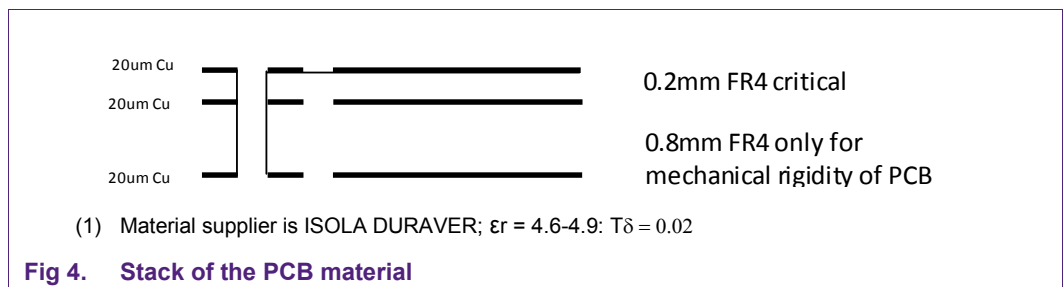 20um Cu
0.2mm FR4 critical
20um Cu
0.8mm FR4 only for
mechanical rigidity of PCB
20um Cu
(1) Material supplier is ISOLA DURAVER; εr = 4.6-4.9: Tδ = 0.02
Fig 4. Stack of the PCB material